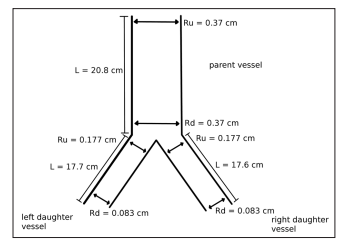 Ru = 0.37 cm
L = 20.8 cm
parent vessel
Rd = 0.37 cm
Ru = 0.177 cm
Ru = 0.177 cm
L = 17.7 cm
L = 17.6 cm
Rd = 0.083 cm
Rd = 0.083 cm
left daughter
vessel
right daughter
vessel